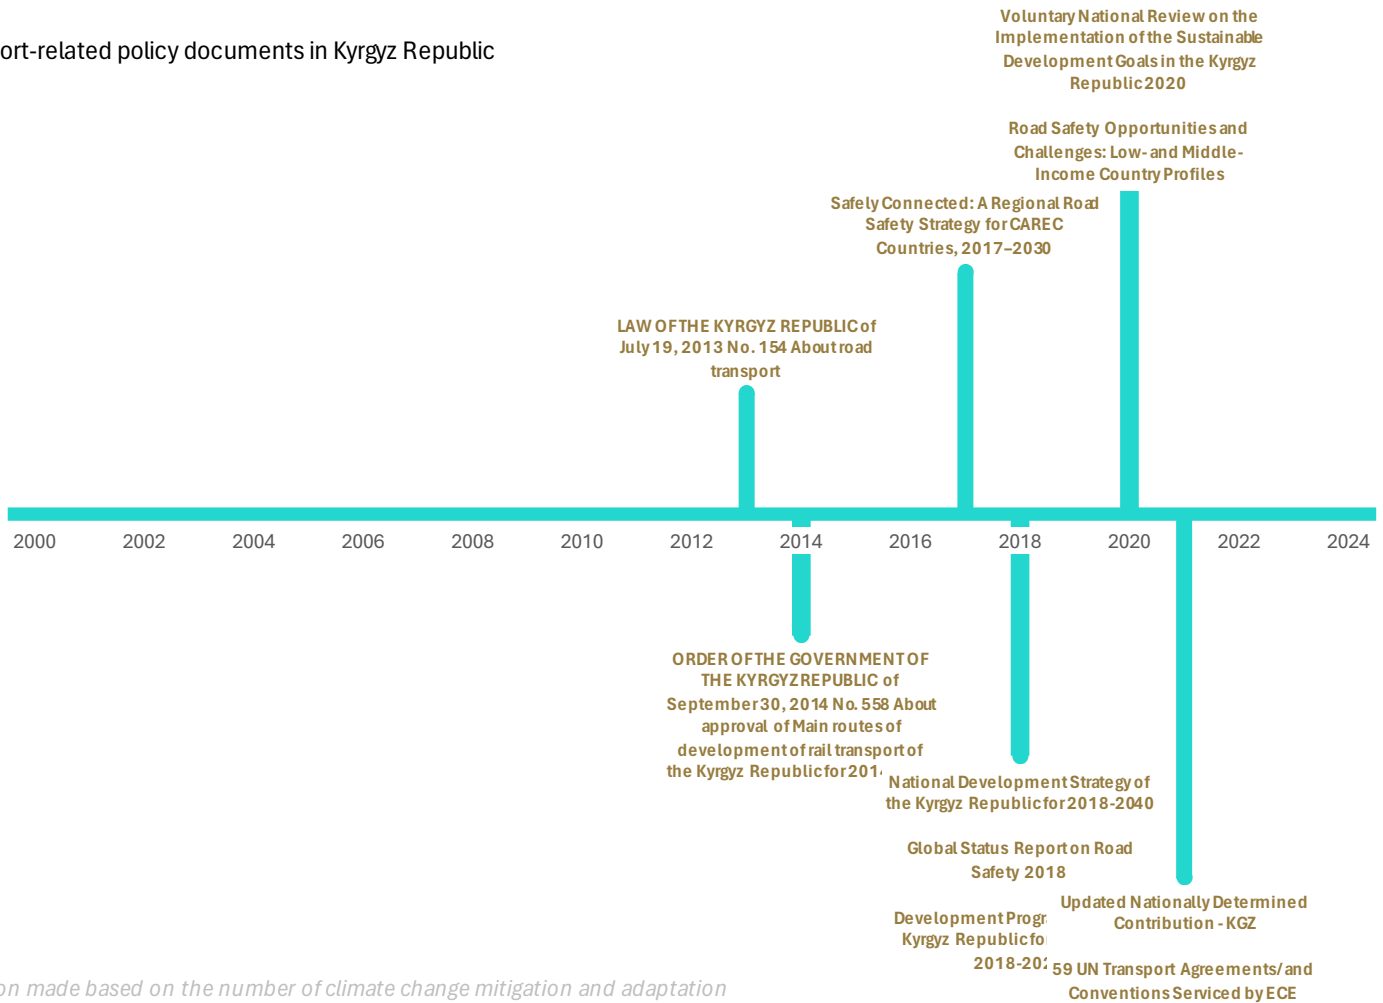 ort-related policy documents in Kyrgyz Republic
Voluntary National Review on the
Implementation of the Sustainable
Development Goals in the Kyrgyz
Republic 2020
Road Safety Opportunities and
Challenges: Low- and Middle-
Income Country Profiles
Safely Connected: A Regional Road
Safety Strategy for CAREC
Countries, 2017–2030
LAW OF THE KYRGYZ REPUBLIC of
July 19, 2013 No. 154 About road
transport
2000 2002 2004 2006 2008 2010 2012 2014 2016 2018 2020 2022 2024
ORDER OF THE GOVERNMENT OF
THE KYRGYZ REPUBLIC of
September 30, 2014 No. 558 About
approval of Main routes of
development of rail transport of
the Kyrgyz Republic for 201
National Development Strategy of
the Kyrgyz Republic for 2018-2040
Global Status Report on Road
Safety 2018
Development Progr
Kyrgyz Republic fo
2018-202
Updated Nationally Determined
Contribution - KGZ
59 UN Transport Agreements/ and
Conventions Serviced by ECE
on made based on the number of climate change mitigation and adaptation